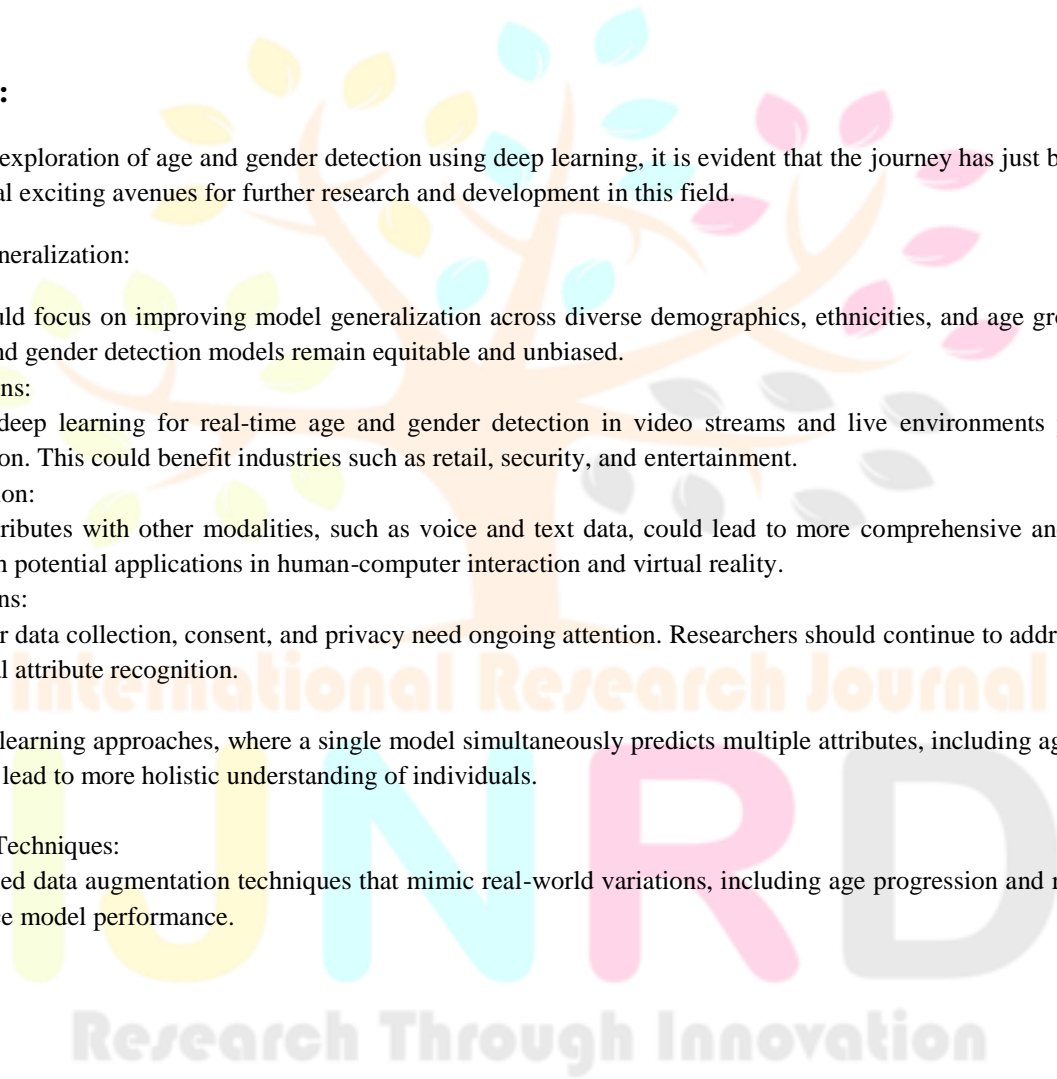 :
exploration of age and gender detection using deep learning, it is evident that the journey has just b
al exciting avenues for further research and development in this field.
neralization:
uld focus on improving model generalization across diverse demographics, ethnicities, and age gr
nd gender detection models remain equitable and unbiased.
ns:
deep learning for real-time age and gender detection in video streams and live environments
on. This could benefit industries such as retail, security, and entertainment.
ion:
tributes with other modalities, such as voice and text data, could lead to more comprehensive an
h potential applications in human-computer interaction and virtual reality.
ns:
r data collection, consent, and privacy need ongoing attention. Researchers should continue to addr
al attribute recognition.
International Research Journal
learning approaches, where a single model simultaneously predicts multiple attributes, including ag
lead to more holistic understanding of individuals.
IJNRD
Techniques:
ed data augmentation techniques that mimic real-world variations, including age progression and r
ce model performance.
Research Through Innovation